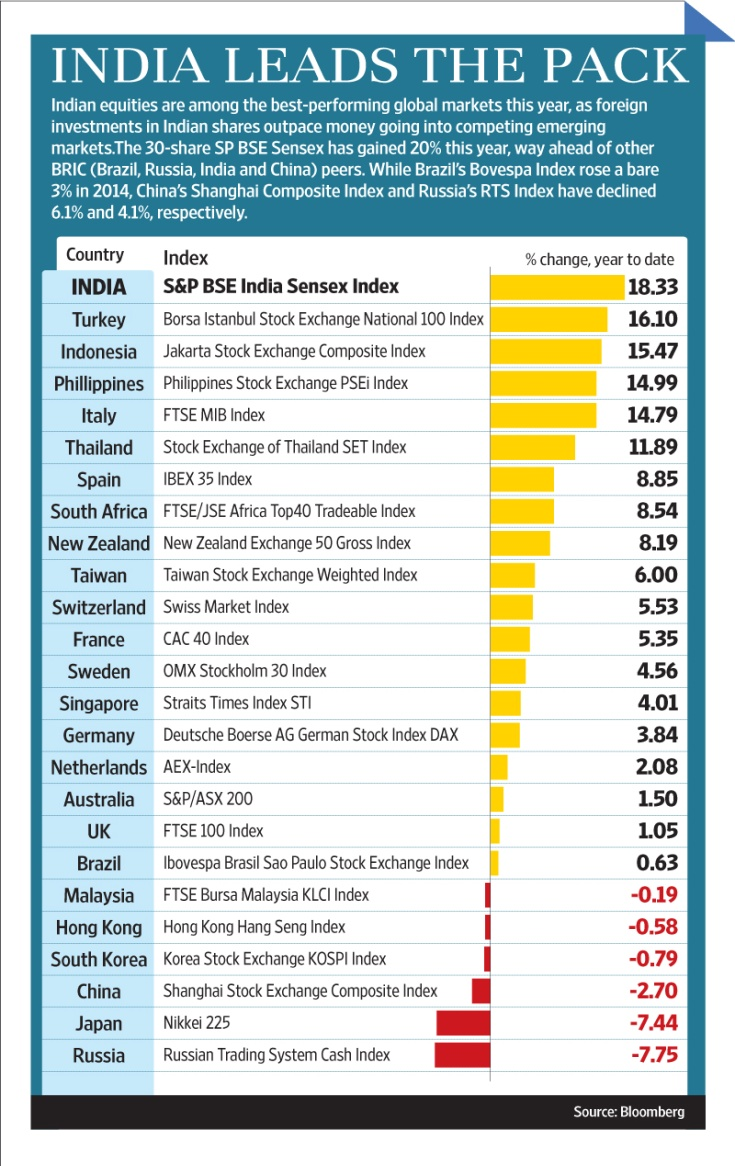 INDIA LEADS THE PACK
Indian equities are among the best-performing global markets this year, as foreign
investments in Indian shares outpace money going into competing emerging
markets.The 30-share SP BSE Sensex has gained 20% this year, way ahead of other
BRIC (Brazil, Russia, India and China) peers. While Brazil's Bovespa Index rose a bare
3% in 2014, China's Shanghai Composite Index and Russia's RTS Index have declined
6.1% and 4.1%, respectively.
Country Index % change, year to date
INDIA S&P BSE India Sensex Index 18.33
Turkey Borsa Istanbul Stock Exchange National 100 Index 16.10
Indonesia Jakarta Stock Exchange Composite Index 15.47
Phillippines Philippines Stock Exchange PSEi Index 14.99
Italy FTSE MIB Index 14.79
Thailand Stock Exchange of Thailand SET Index 11.89
Spain IBEX 35 Index 8.85
South Africa FTSE/JSE Africa Top40 Tradeable Index 8.54
New Zealand New Zealand Exchange 50 Gross Index 8.19
Taiwan Taiwan Stock Exchange Weighted Index 6.00
Switzerland Swiss Market Index 5.53
France CAC 40 Index 5.35
Sweden OMX Stockholm 30 Index 4.56
Singapore Straits Times Index STI 4.01
Germany Deutsche Boerse AG German Stock Index DAX 3.84
Netherlands AEX-Index 2.08
Australia S&P/ASX 200 1.50
UK FTSE 100 Index 1.05
Brazil Ibovespa Brasil Sao Paulo Stock Exchange Index 0.63
Malaysia FTSE Bursa Malaysia KLCI Index -0.19
Hong Kong Hong Kong Hang Seng Index -0.58
South Korea Korea Stock Exchange KOSPI Index -0.79
China Shanghai Stock Exchange Composite Index -2.70
Japan Nikkei 225 -7.44
Russia Russian Trading System Cash Index -7.75
Source: Bloomberg